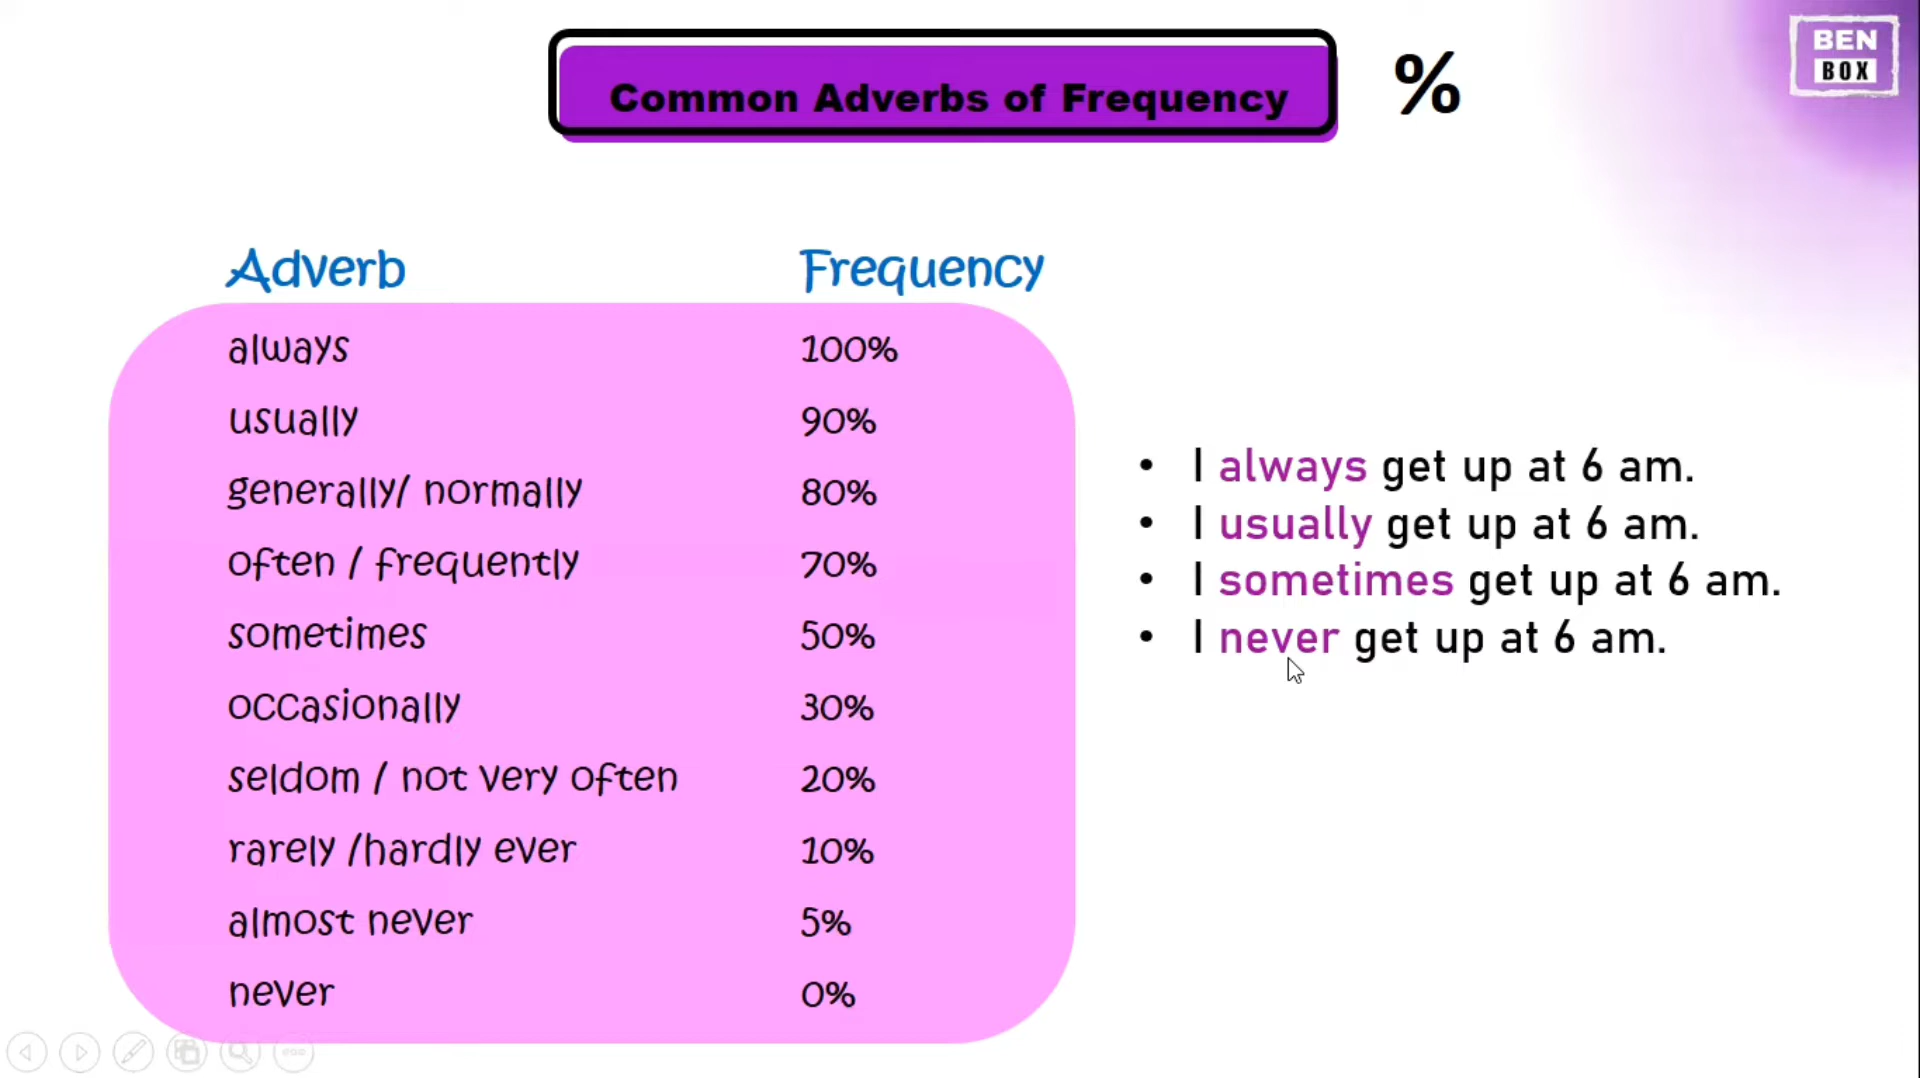 Common Adverbs of Frequency
%
BEN
BOX
Adverb Frequency
always 100%
usually 90%
generally/ normally 80%
often / frequently 70%
sometimes 50%
occasionally 30%
seldom / not very often 20%
rarely /hardly ever 10%
almost never 5%
never 0%
• I always get up at 6 am.
• I usually get up at 6 am.
• I sometimes get up at 6 am.
• I never get up at 6 am.